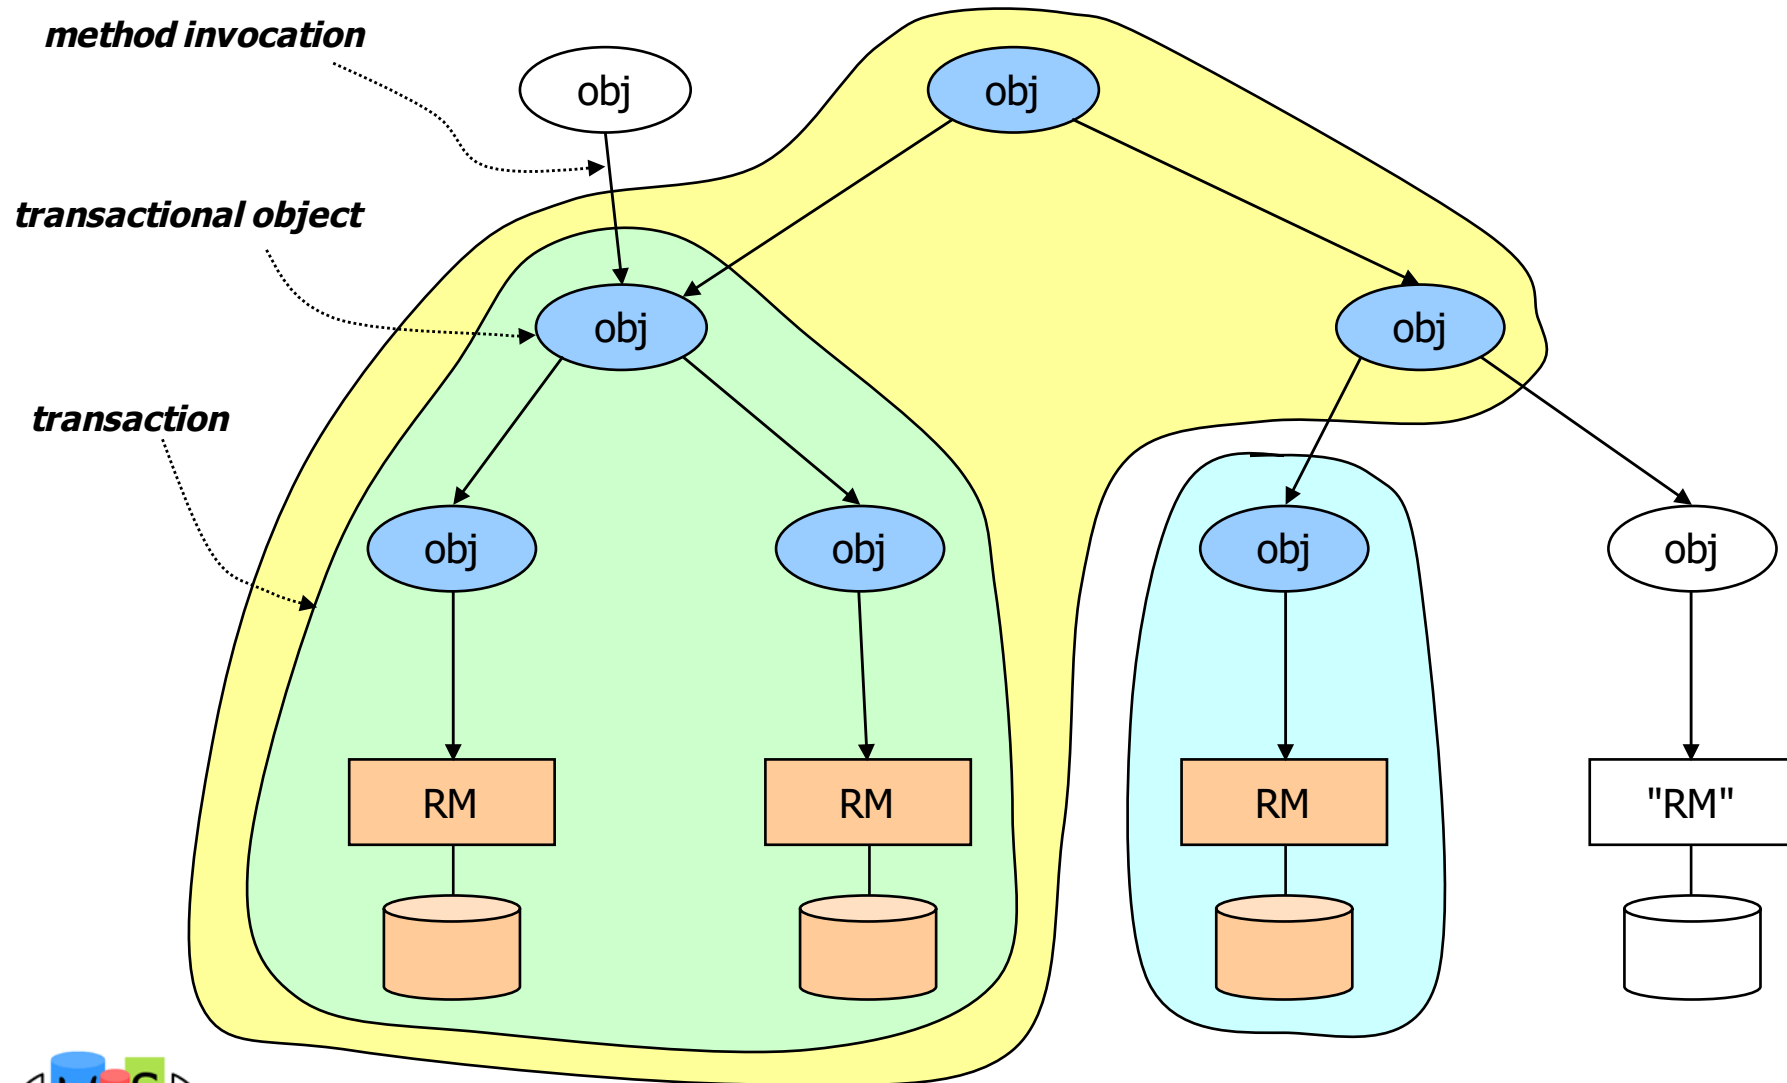 method invocation
obj
obj
transactional object
obj
obj
transaction
obj
obj
obj
obj
RM
RM
RM
"RM"